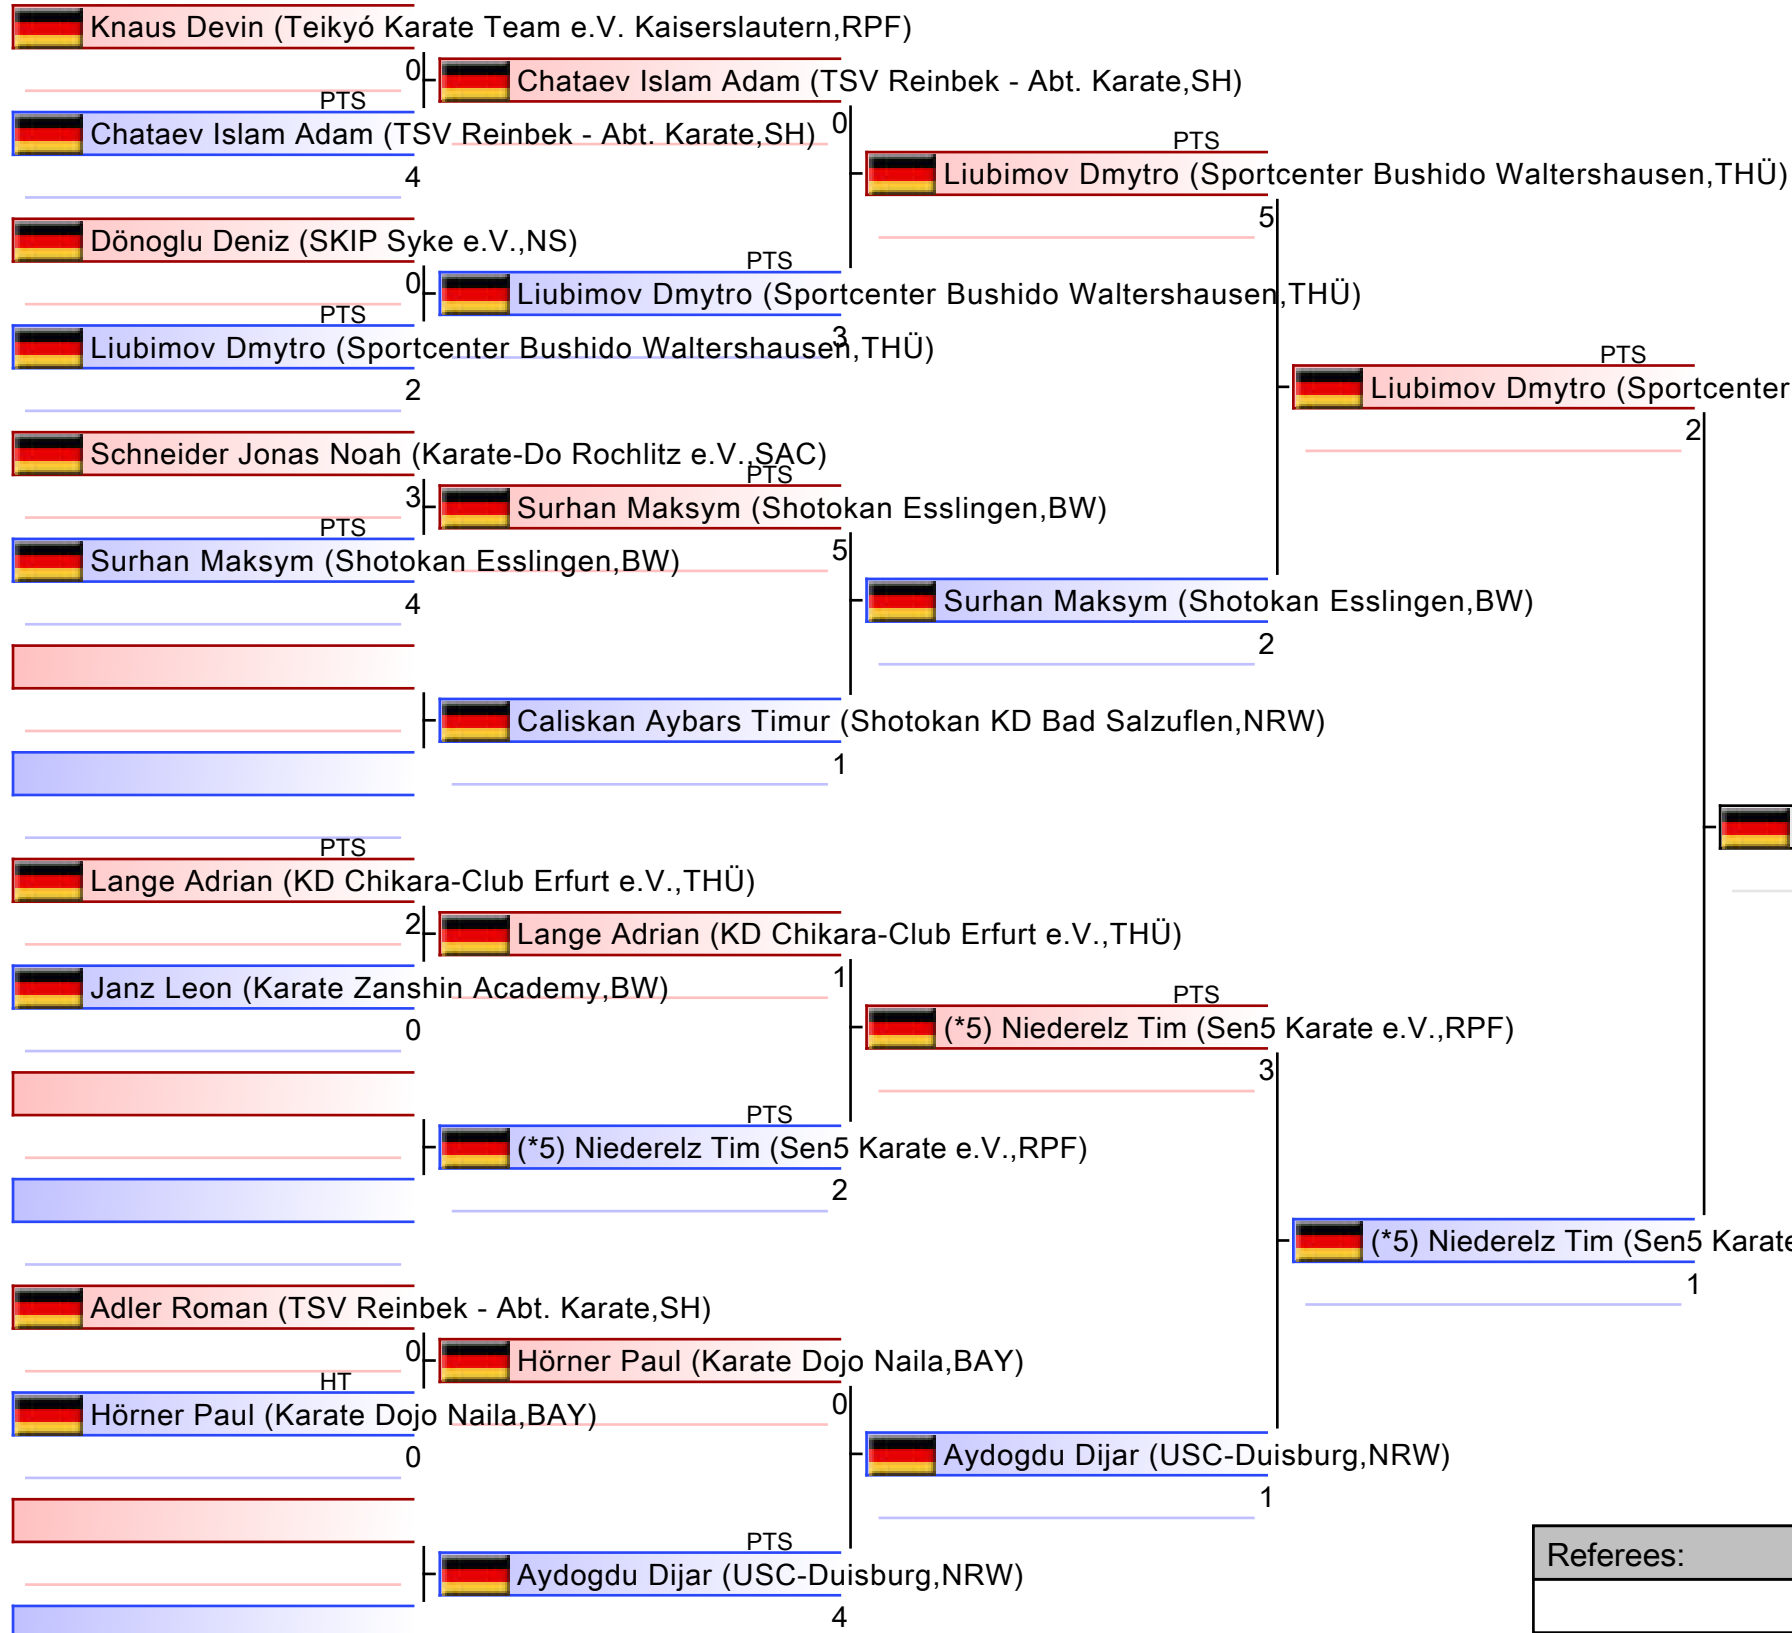 Knaus Devin (Teikyó Karate Team e.V. Kaiserslautern,RPF)
0
PTS
Chataev Islam Adam (TSV Reinbek - Abt. Karate,SH)
4
Dönoglu Deniz (SKIP Syke e.V.,NS)
0
PTS
Liubimov Dmytro (Sportcenter Bushido Waltershausen,THÜ)
2
Schneider Jonas Noah (Karate-Do Rochlitz e.V.,SAC)
3
PTS
Surhan Maksym (Shotokan Esslingen,BW)
4
PTS
Lange Adrian (KD Chikara-Club Erfurt e.V.,THÜ)
2
Janz Leon (Karate Zanshin Academy,BW)
0
Adler Roman (TSV Reinbek - Abt. Karate,SH)
0
HT
Hörner Paul (Karate Dojo Naila,BAY)
0
Chataev Islam Adam (TSV Reinbek - Abt. Karate,SH)
0
PTS
Liubimov Dmytro (Sportcenter Bushido Waltershausen,THÜ)
3
PTS
Surhan Maksym (Shotokan Esslingen,BW)
5
Caliskan Aybars Timur (Shotokan KD Bad Salzuflen,NRW)
1
Lange Adrian (KD Chikara-Club Erfurt e.V.,THÜ)
1
PTS
(*5) Niederelz Tim (Sen5 Karate e.V.,RPF)
2
Hörner Paul (Karate Dojo Naila,BAY)
0
PTS
Aydogdu Dijar (USC-Duisburg,NRW)
4
PTS
Liubimov Dmytro (Sportcenter Bushido Waltershausen,THÜ)
5
Surhan Maksym (Shotokan Esslingen,BW)
2
PTS
(*5) Niederelz Tim (Sen5 Karate e.V.,RPF)
3
Aydogdu Dijar (USC-Duisburg,NRW)
1
PTS
Liubimov Dmytro (Sportcenter
2
(*5) Niederelz Tim (Sen5 Karate
1
Referees: